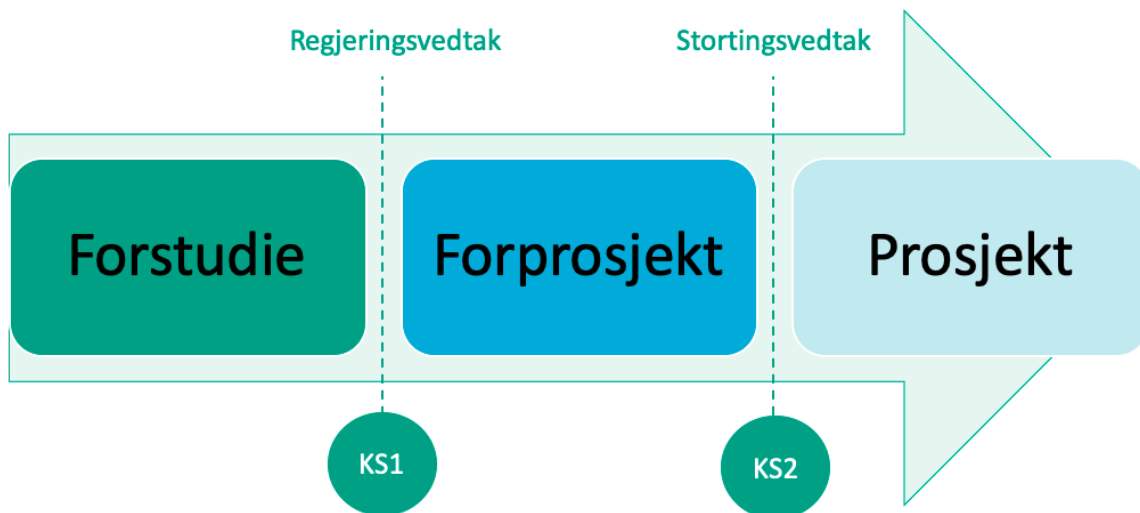 Regjeringsvedtak
Stortingsvedtak
Forstudie
Forprosjekt
Prosjekt
KS1
KS2